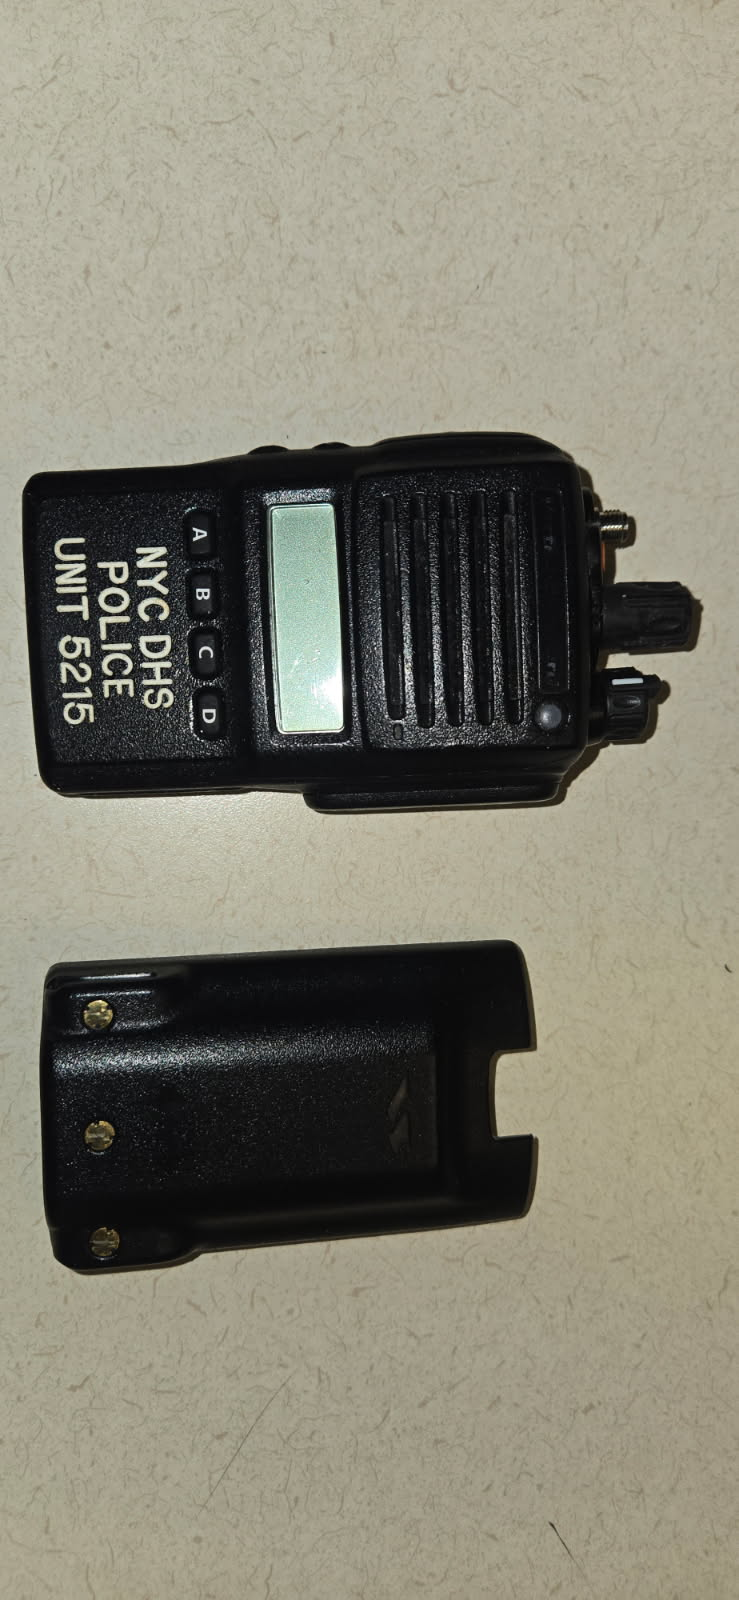 A B C D
NYC DHS
POLICE
UNIT 5215